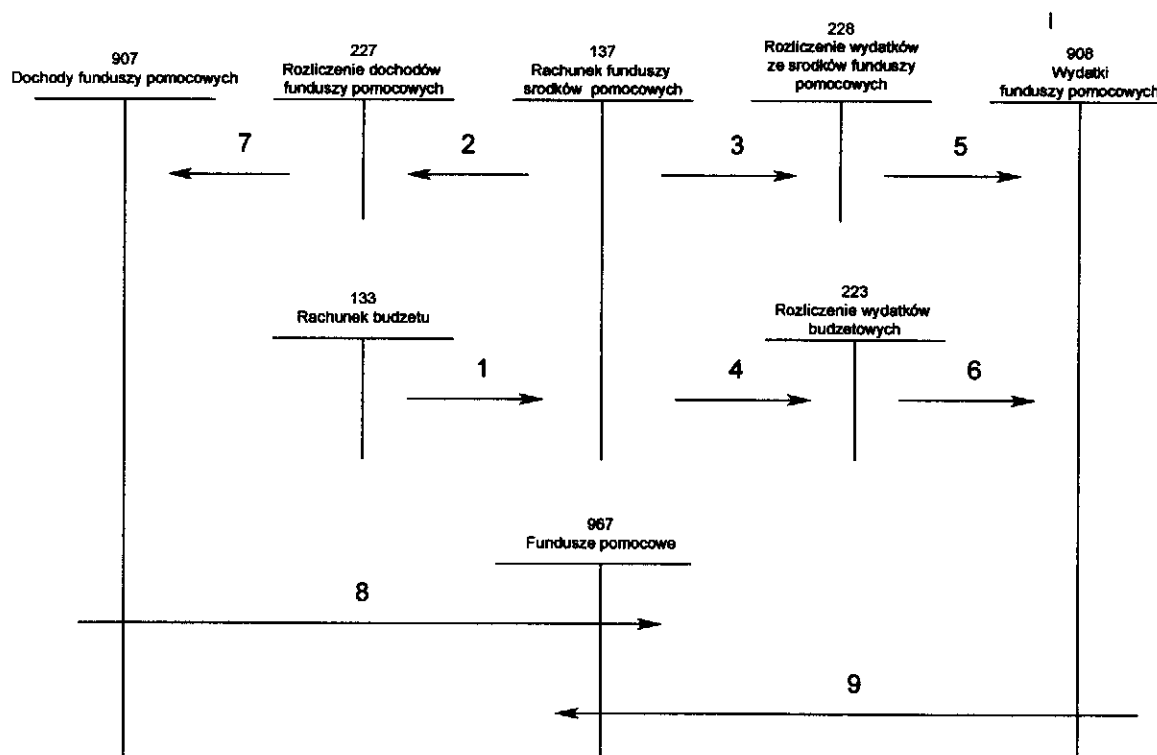 907
Dochody funduszy pomocowych
227
Rozliczenie dochodów
funduszy pomocowych
137
Rachunek funduszy
srodków pomocowych
228
Rozliczenie wydatków
ze srodków funduszy
pomocowych
908
Wydatki
funduszy pomocowych
7
2
3
5
133
Rachunek budzetu
223
Rozliczenie wydatków
budzetowych
1
4
6
967
Fundusze pomocowe
8
9